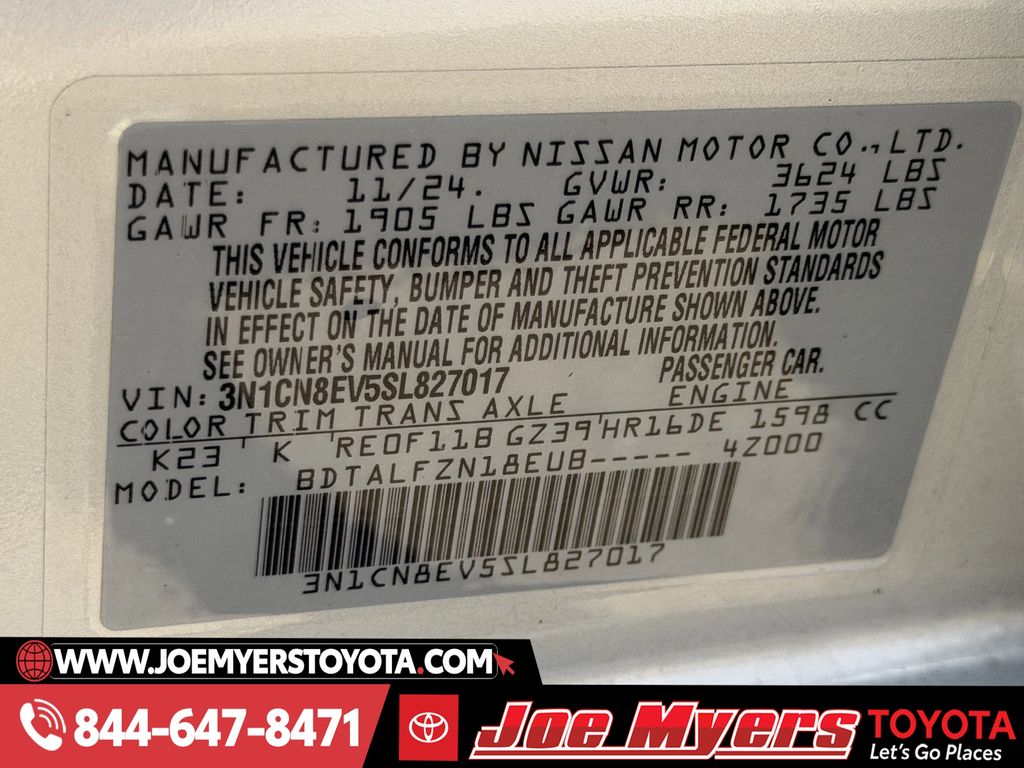 MANUFACTURED BY NISSAN MOTOR CO., LTD.
DATE: 11/24. GVWR: 3624 LBS
GAWR FR: 1905 LBS GAWR RR: 1735 LBS
THIS VEHICLE CONFORMS TO ALL APPLICABLE FEDERAL MOTOR
VEHICLE SAFETY, BUMPER AND THEFT PREVENTION STANDARDS
IN EFFECT ON THE DATE OF MANUFACTURE SHOWN ABOVE.
SEE OWNER'S MANUAL FOR ADDITIONAL INFORMATION.
VIN: 3N1CN8EV5SL827017 PASSENGER CAR.
COLOR TRIM TRANS AXLE ENGINE
K23 K RE0F11B GZ39 HR16DE 1598 CC
MODEL: BDTALFZN18EUB----- 4Z000
3N1CN8EV5SL827017
WWW.JOEMYERSTOYOTA.COM
844-647-8471
Joe Myers TOYOTA
Let's Go Places